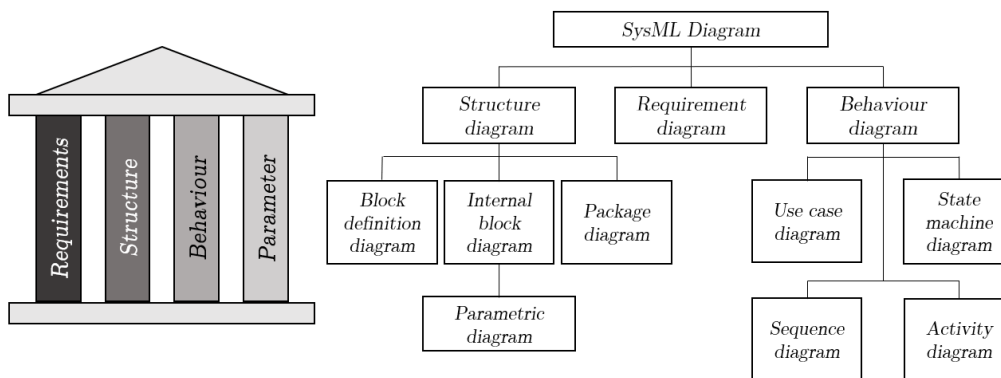 Requirements
Structure
Behaviour
Parameter
SysML Diagram
Structure
diagram
Requirement
diagram
Behaviour
diagram
Block
definition
diagram
Internal
block
diagram
Package
diagram
Use case
diagram
State
machine
diagram
Parametric
diagram
Sequence
diagram
Activity
diagram